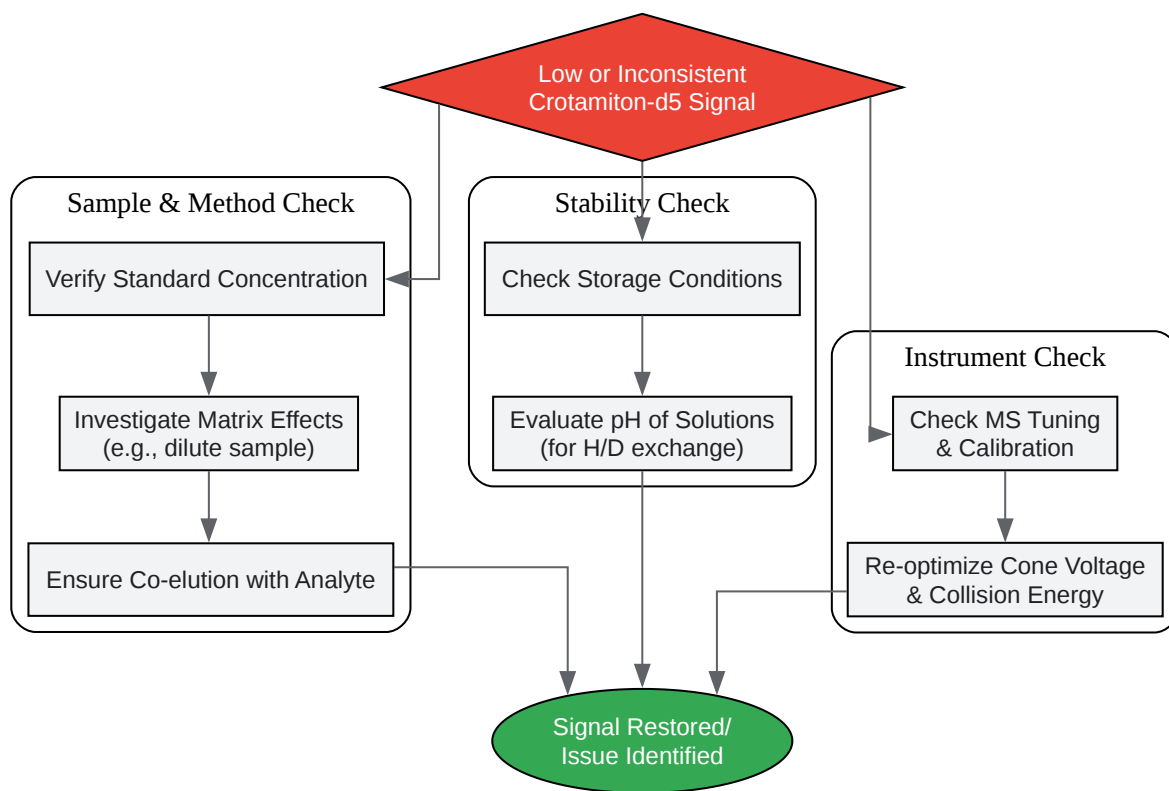 Low or Inconsistent
Crotamiton-d5 Signal
Sample & Method Check
Verify Standard Concentration
Investigate Matrix Effects
(e.g., dilute sample)
Ensure Co-elution with Analyte
Stability Check
Check Storage Conditions
Evaluate pH of Solutions
(for H/D exchange)
Instrument Check
Check MS Tuning
& Calibration
Re-optimize Cone Voltage
& Collision Energy
Signal Restored/
Issue Identified